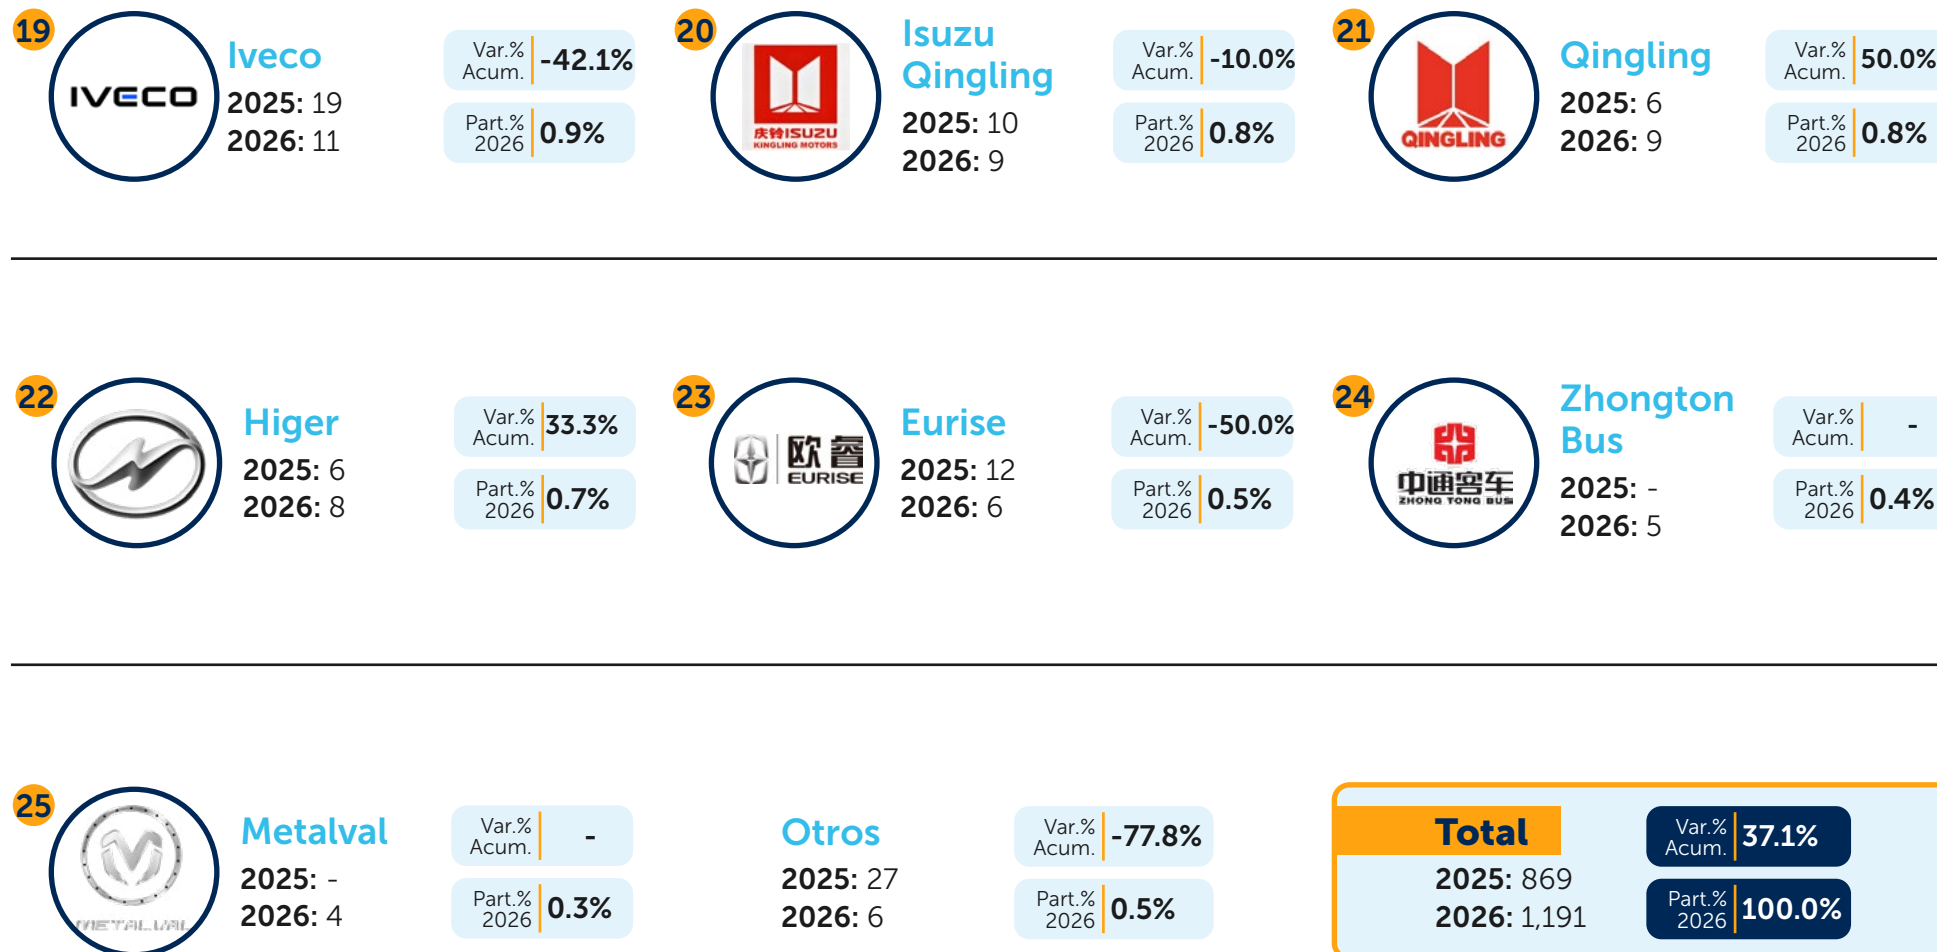 19
IVECO
Iveco
2025: 19
2026: 11
Var.%
Acum.
-42.1%
Part.%
2026
0.9%
20
庆铃ISUZU
KINGLING MOTORS
Isuzu
Qingling
2025: 10
2026: 9
Var.%
Acum.
-10.0%
Part.%
2026
0.8%
21
QINGLING
Qingling
2025: 6
2026: 9
Var.%
Acum.
50.0%
Part.%
2026
0.8%
22
Higer
2025: 6
2026: 8
Var.%
Acum.
33.3%
Part.%
2026
0.7%
23
欧睿
EURISE
Eurise
2025: 12
2026: 6
Var.%
Acum.
-50.0%
Part.%
2026
0.5%
24
中通客车
ZHONG TONG BUS
Zhongton
Bus
2025: -
2026: 5
Var.%
Acum.
-
Part.%
2026
0.4%
25
METALVAL
Metalval
2025: -
2026: 4
Var.%
Acum.
-
Part.%
2026
0.3%
Otros
2025: 27
2026: 6
Var.%
Acum.
-77.8%
Part.%
2026
0.5%
Total
2025: 869
2026: 1,191
Var.%
Acum.
37.1%
Part.%
2026
100.0%